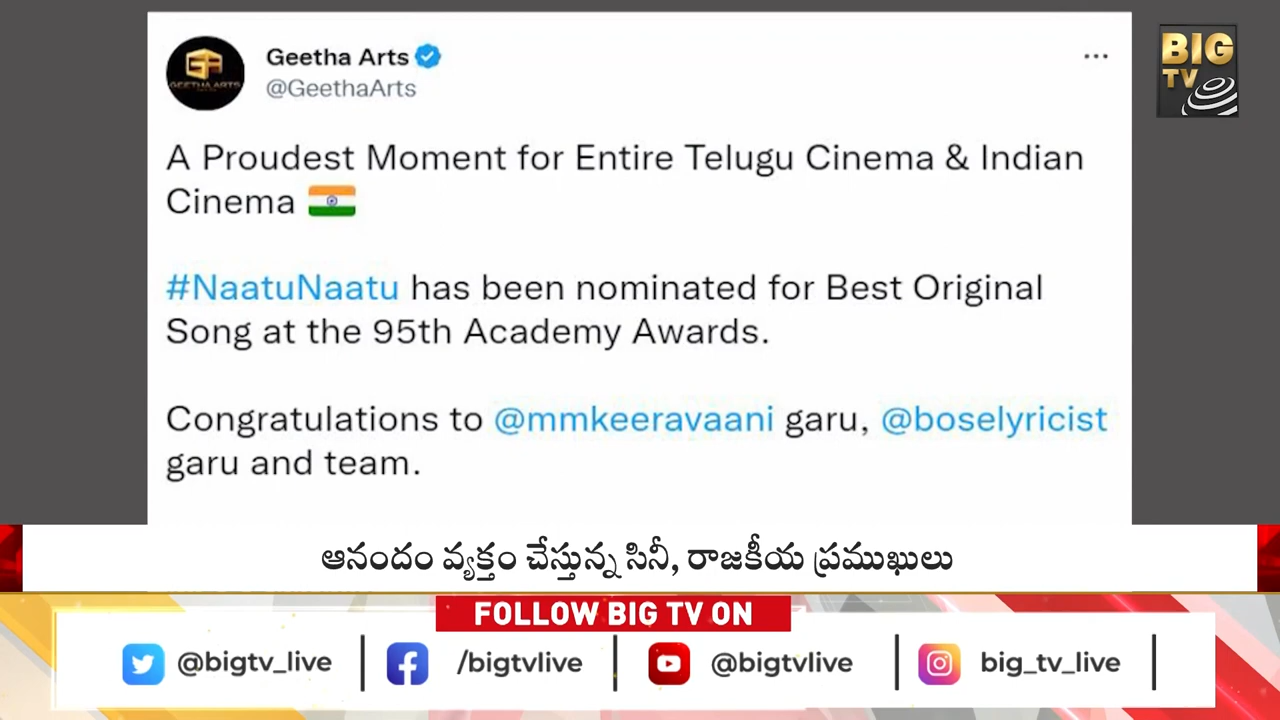 Geetha Arts
@GeethaArts
BIG
TV
GEETHA ARTS
A Proudest Moment for Entire Telugu Cinema & Indian
Cinema 🇮🇳
#NaatuNaatu has been nominated for Best Original
Song at the 95th Academy Awards.
Congratulations to @mmkeeravaani garu, @boselyricist
garu and team.
ఆనందం వ్యక్తం చేస్తున్న సినీ, రాజకీయ ప్రముఖులు
FOLLOW BIG TV ON
@bigtv_live
/bigtvlive
@bigtvlive
big_tv_live